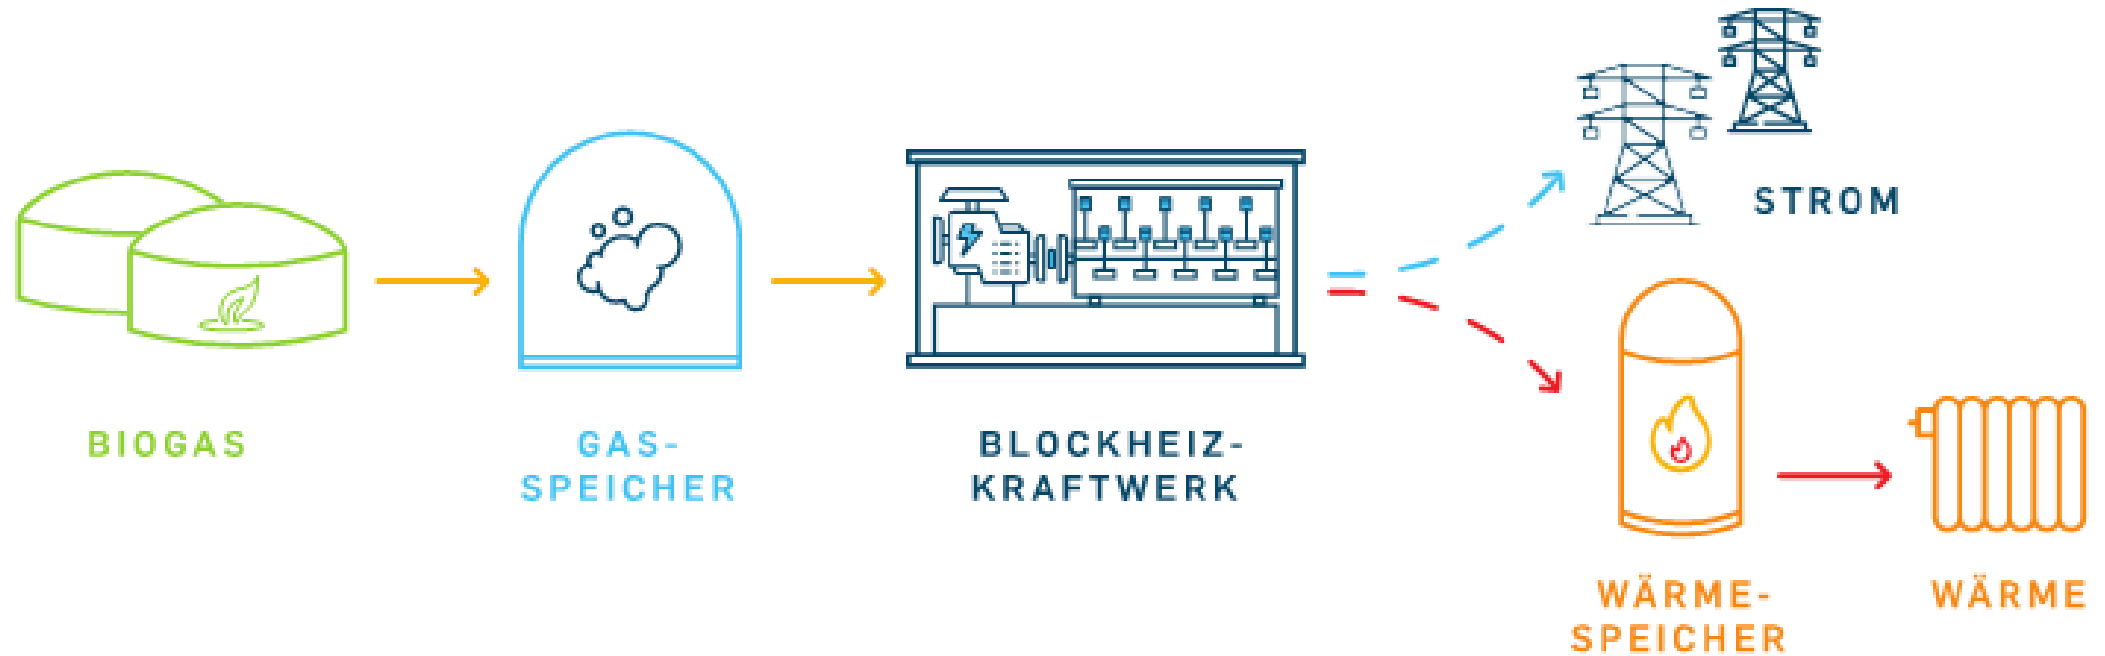 STROM
BIOGAS
GAS-
SPEICHER
BLOCKHEIZ-
KRAFTWERK
WÄRME-
SPEICHER
WÄRME